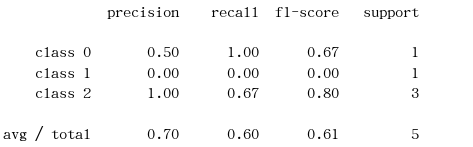 precision recall f1-score support
class 0 0.50 1.00 0.67 1
class 1 0.00 0.00 0.00 1
class 2 1.00 0.67 0.80 3
avg / total 0.70 0.60 0.61 5